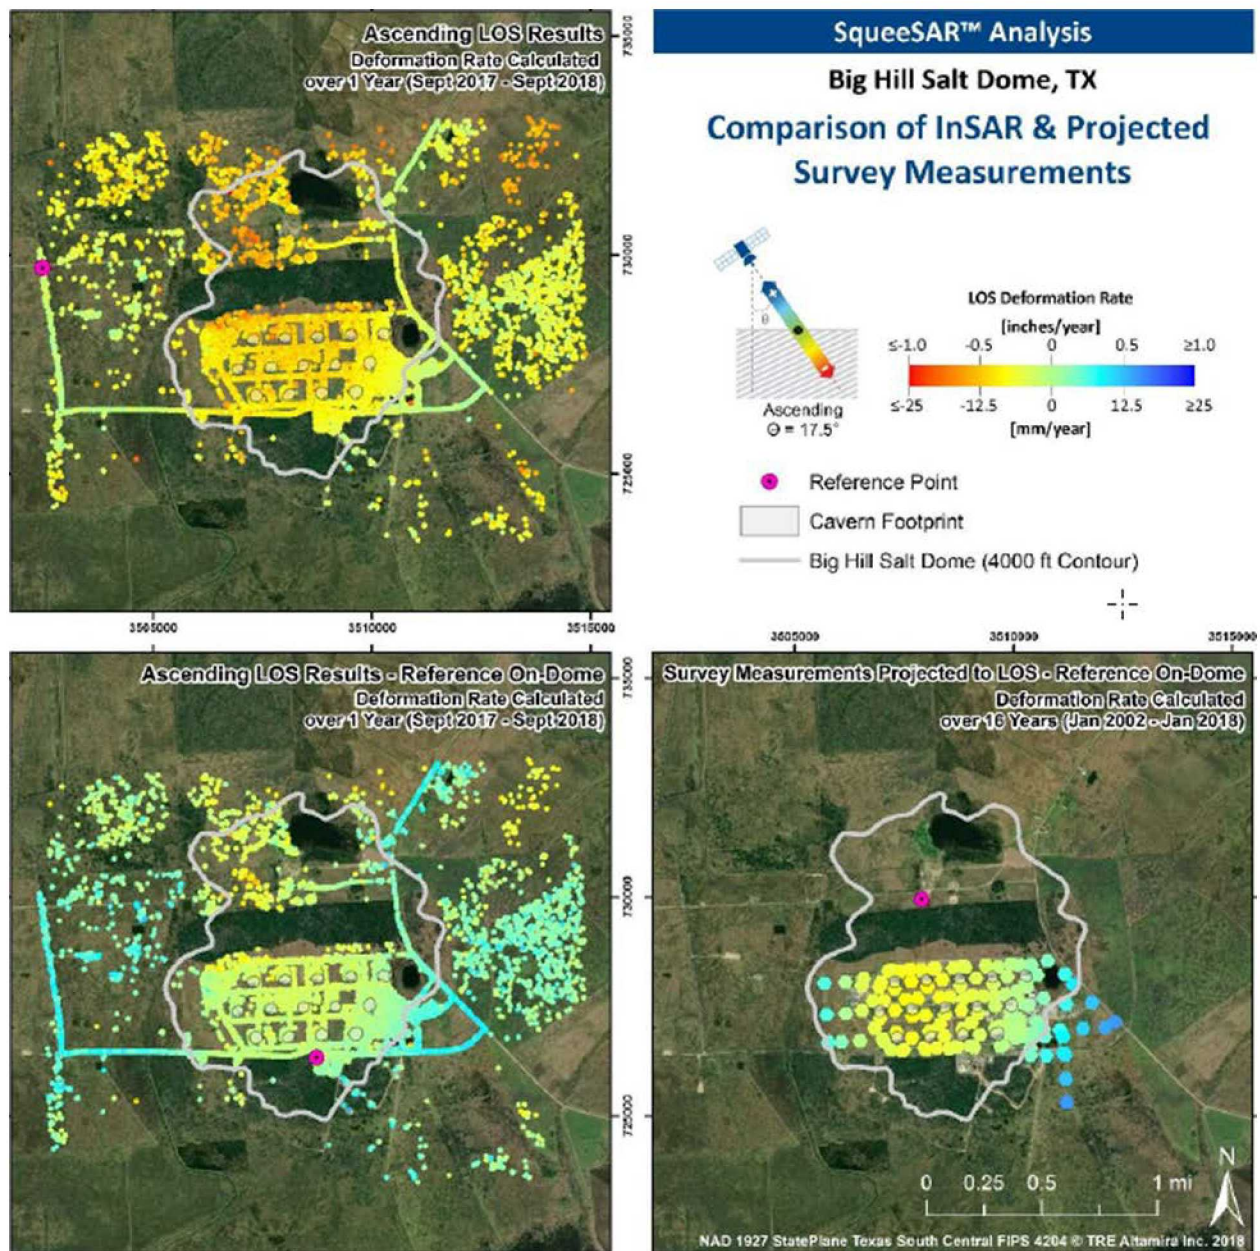 Ascending LOS Results
Deformation Rate Calculated
over 1 Year (Sept 2017 - Sept 2018)
735000
730000
725000
SqueeSAR™ Analysis
Big Hill Salt Dome, TX
Comparison of InSAR & Projected
Survey Measurements
θ
Ascending
Θ = 17.5°
LOS Deformation Rate
[inches/year]
≤-1.0 -0.5 0 0.5 ≥1.0
≤-25 -12.5 0 12.5 ≥25
[mm/year]
Reference Point
Cavern Footprint
Big Hill Salt Dome (4000 ft Contour)
3505000 3510000 3515000
3505000 3510000 3515000
Ascending LOS Results - Reference On-Dome
Deformation Rate Calculated
over 1 Year (Sept 2017 - Sept 2018)
735000
730000
725000
Survey Measurements Projected to LOS - Reference On-Dome
Deformation Rate Calculated
over 16 Years (Jan 2002 - Jan 2018)
N
0 0.25 0.5 1 mi
NAD 1927 StatePlane Texas South Central FIPS 4204 © TRE Altamira Inc. 2018